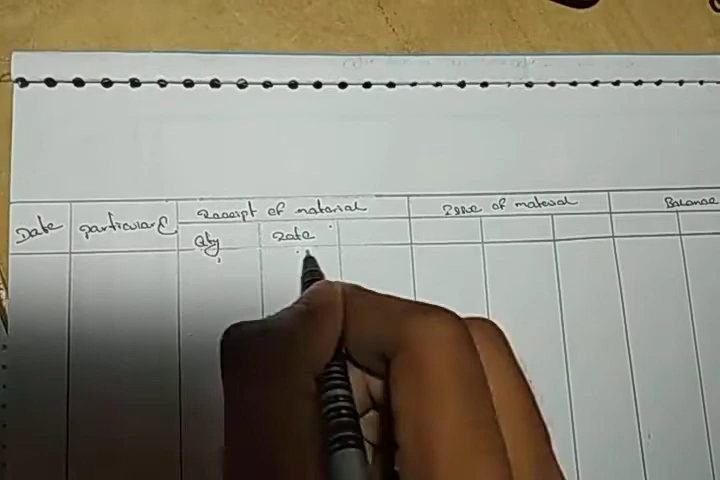 Date particulars Receipt of material Issue of material Balance
Qty Rate